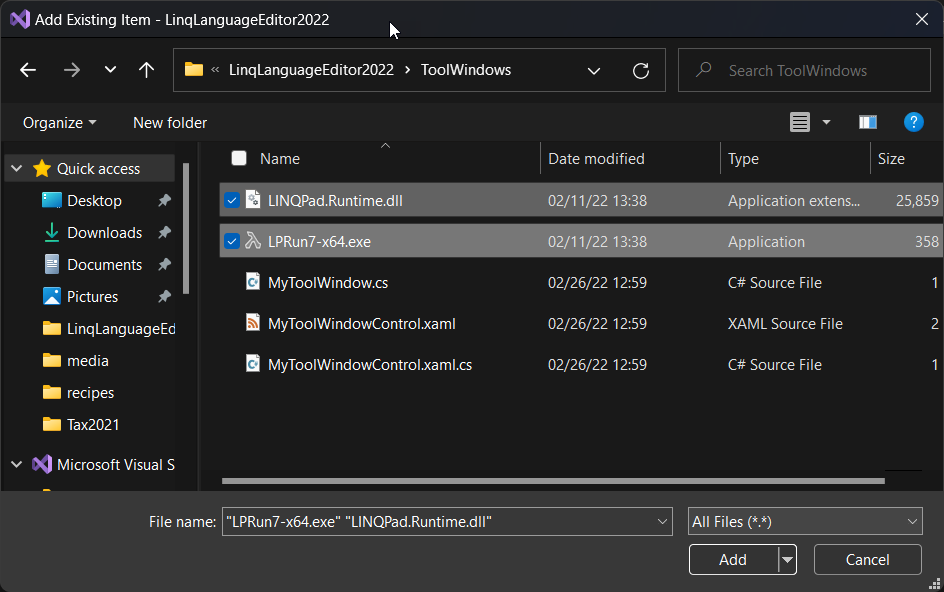 Add Existing Item - LinqLanguageEditor2022
« LinqLanguageEditor2022 › ToolWindows
Search ToolWindows
Organize
New folder
?
Quick access
Desktop
Downloads
Documents
Pictures
LinqLanguageEd
media
recipes
Tax2021
Microsoft Visual S
Name Date modified Type Size
LINQPad.Runtime.dll 02/11/22 13:38 Application extens... 25,859
LPRun7-x64.exe 02/11/22 13:38 Application 358
MyToolWindow.cs 02/26/22 12:59 C# Source File 1
MyToolWindowControl.xaml 02/26/22 12:59 XAML Source File 2
MyToolWindowControl.xaml.cs 02/26/22 12:59 C# Source File 1
File name: "LPRun7-x64.exe" "LINQPad.Runtime.dll" All Files (*.*)
Add Cancel